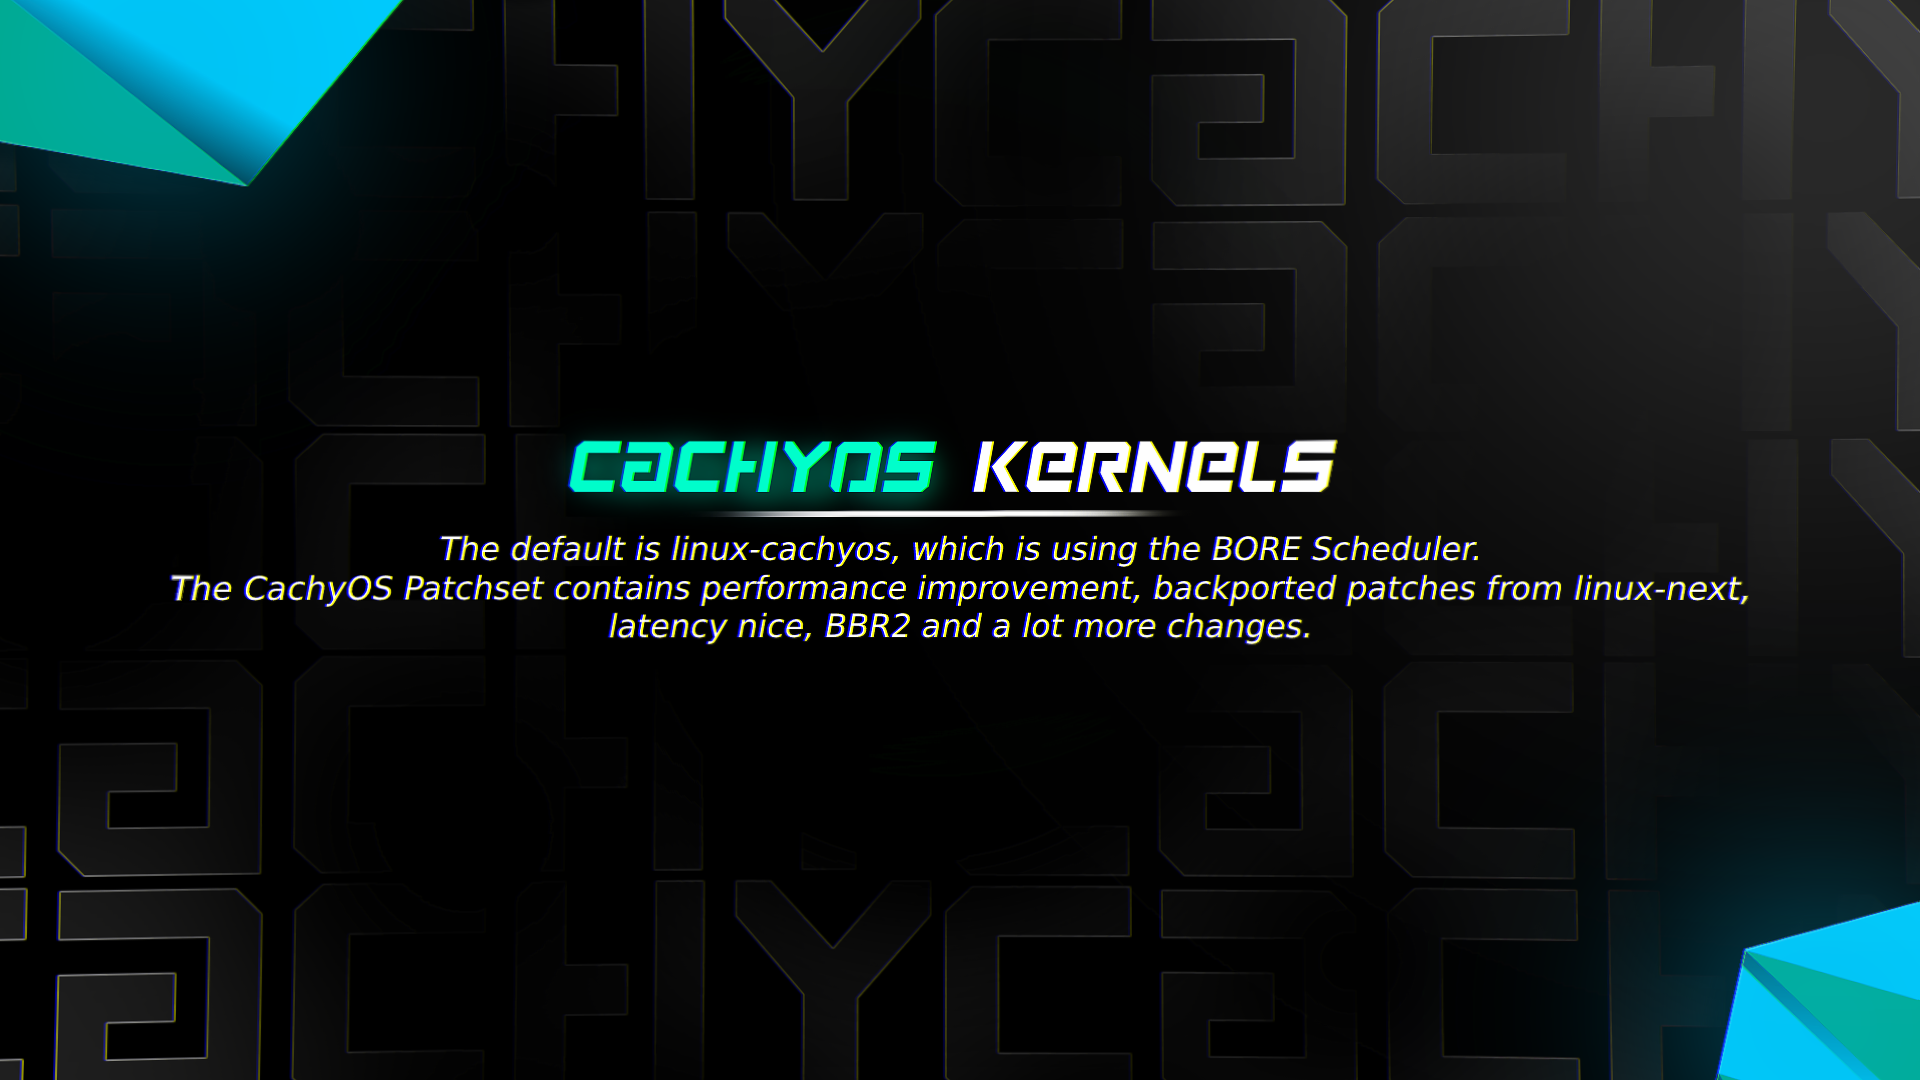 CACHYOS KERNELS
The default is linux-cachyos, which is using the BORE Scheduler.
The CachyOS Patchset contains performance improvement, backported patches from linux-next,
latency nice, BBR2 and a lot more changes.